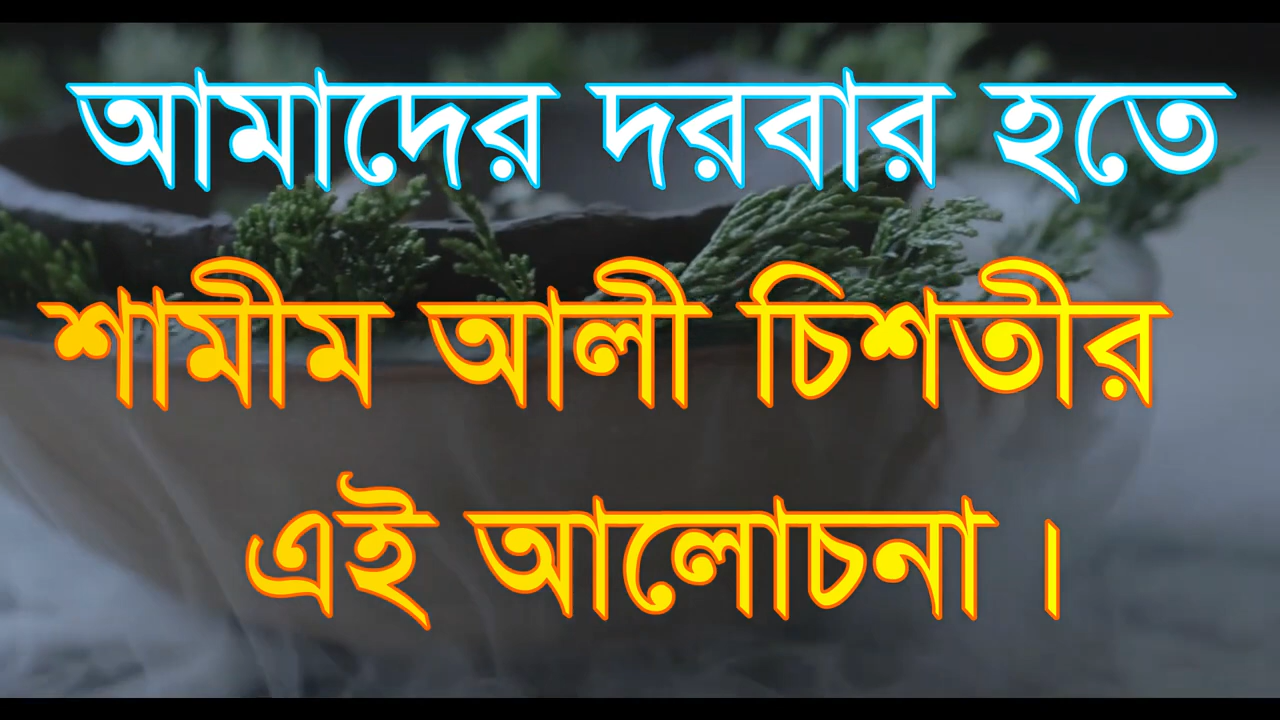 আমাদের দরবার হতে
শামীম আলী চিশতীর
এই আলোচনা ।